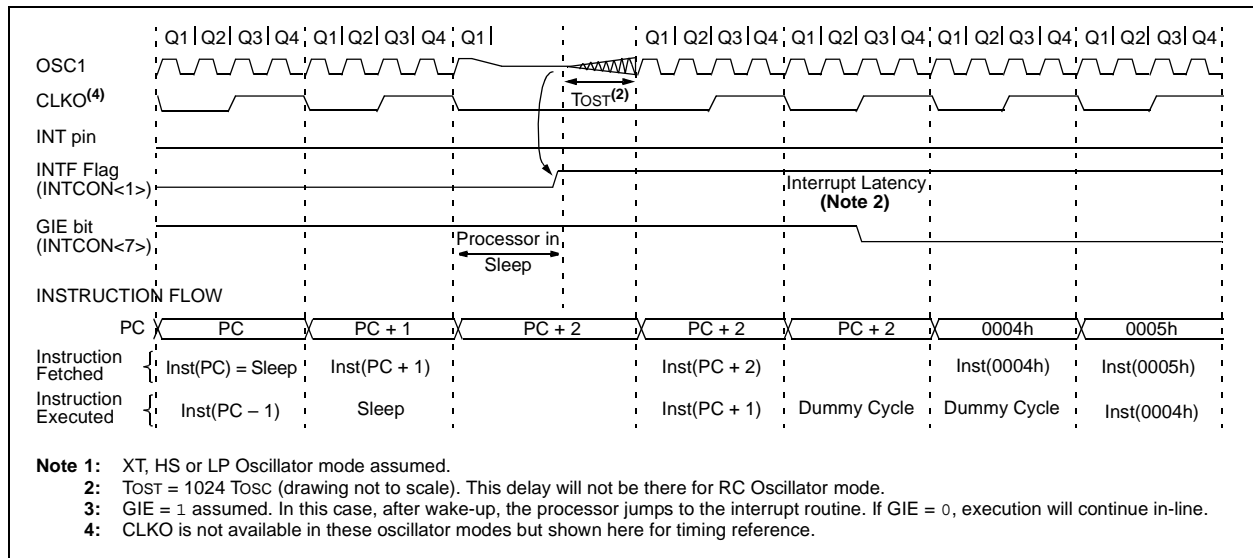 Q1 Q2 Q3 Q4 Q1 Q2 Q3 Q4 Q1 Q1 Q2 Q3 Q4 Q1 Q2 Q3 Q4 Q1 Q2 Q3 Q4 Q1 Q2 Q3 Q4
OSC1
CLKO(4)
TOST(2)
INT pin
INTF Flag
(INTCON<1>)
Interrupt Latency
(Note 2)
GIE bit
(INTCON<7>)
Processor in
Sleep
INSTRUCTION FLOW
PC PC PC + 1 PC + 2 PC + 2 PC + 2 0004h 0005h
Instruction
Fetched
Inst(PC) = Sleep Inst(PC + 1) Inst(PC + 2) Inst(0004h) Inst(0005h)
Instruction
Executed
Inst(PC – 1) Sleep Inst(PC + 1) Dummy Cycle Dummy Cycle Inst(0004h)
Note 1: XT, HS or LP Oscillator mode assumed.
2: TOST = 1024 TOSC (drawing not to scale). This delay will not be there for RC Oscillator mode.
3: GIE = 1 assumed. In this case, after wake-up, the processor jumps to the interrupt routine. If GIE = 0, execution will continue in-line.
4: CLKO is not available in these oscillator modes but shown here for timing reference.